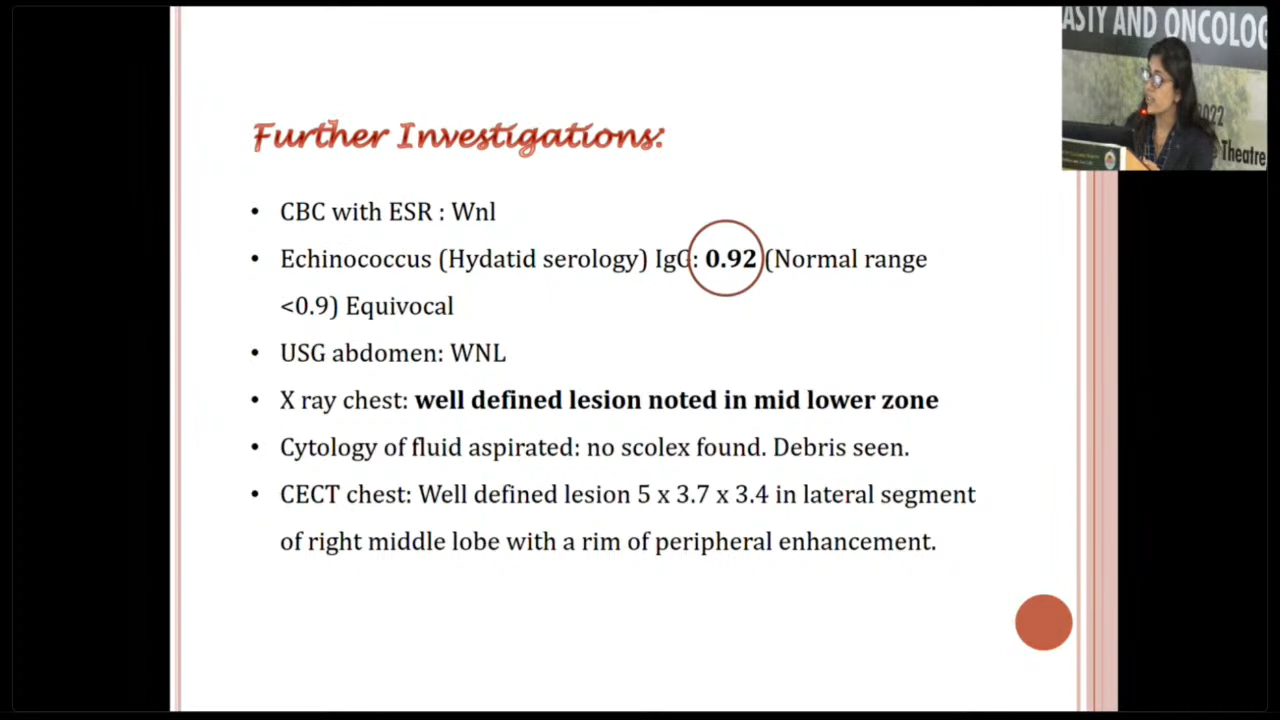 ASTY AND ONCOLOG
2022
Theatre
Further Investigations:
• CBC with ESR : Wnl
• Echinococcus (Hydatid serology) IgG: 0.92 (Normal range
<0.9) Equivocal
• USG abdomen: WNL
• X ray chest: well defined lesion noted in mid lower zone
• Cytology of fluid aspirated: no scolex found. Debris seen.
• CECT chest: Well defined lesion 5 x 3.7 x 3.4 in lateral segment
of right middle lobe with a rim of peripheral enhancement.